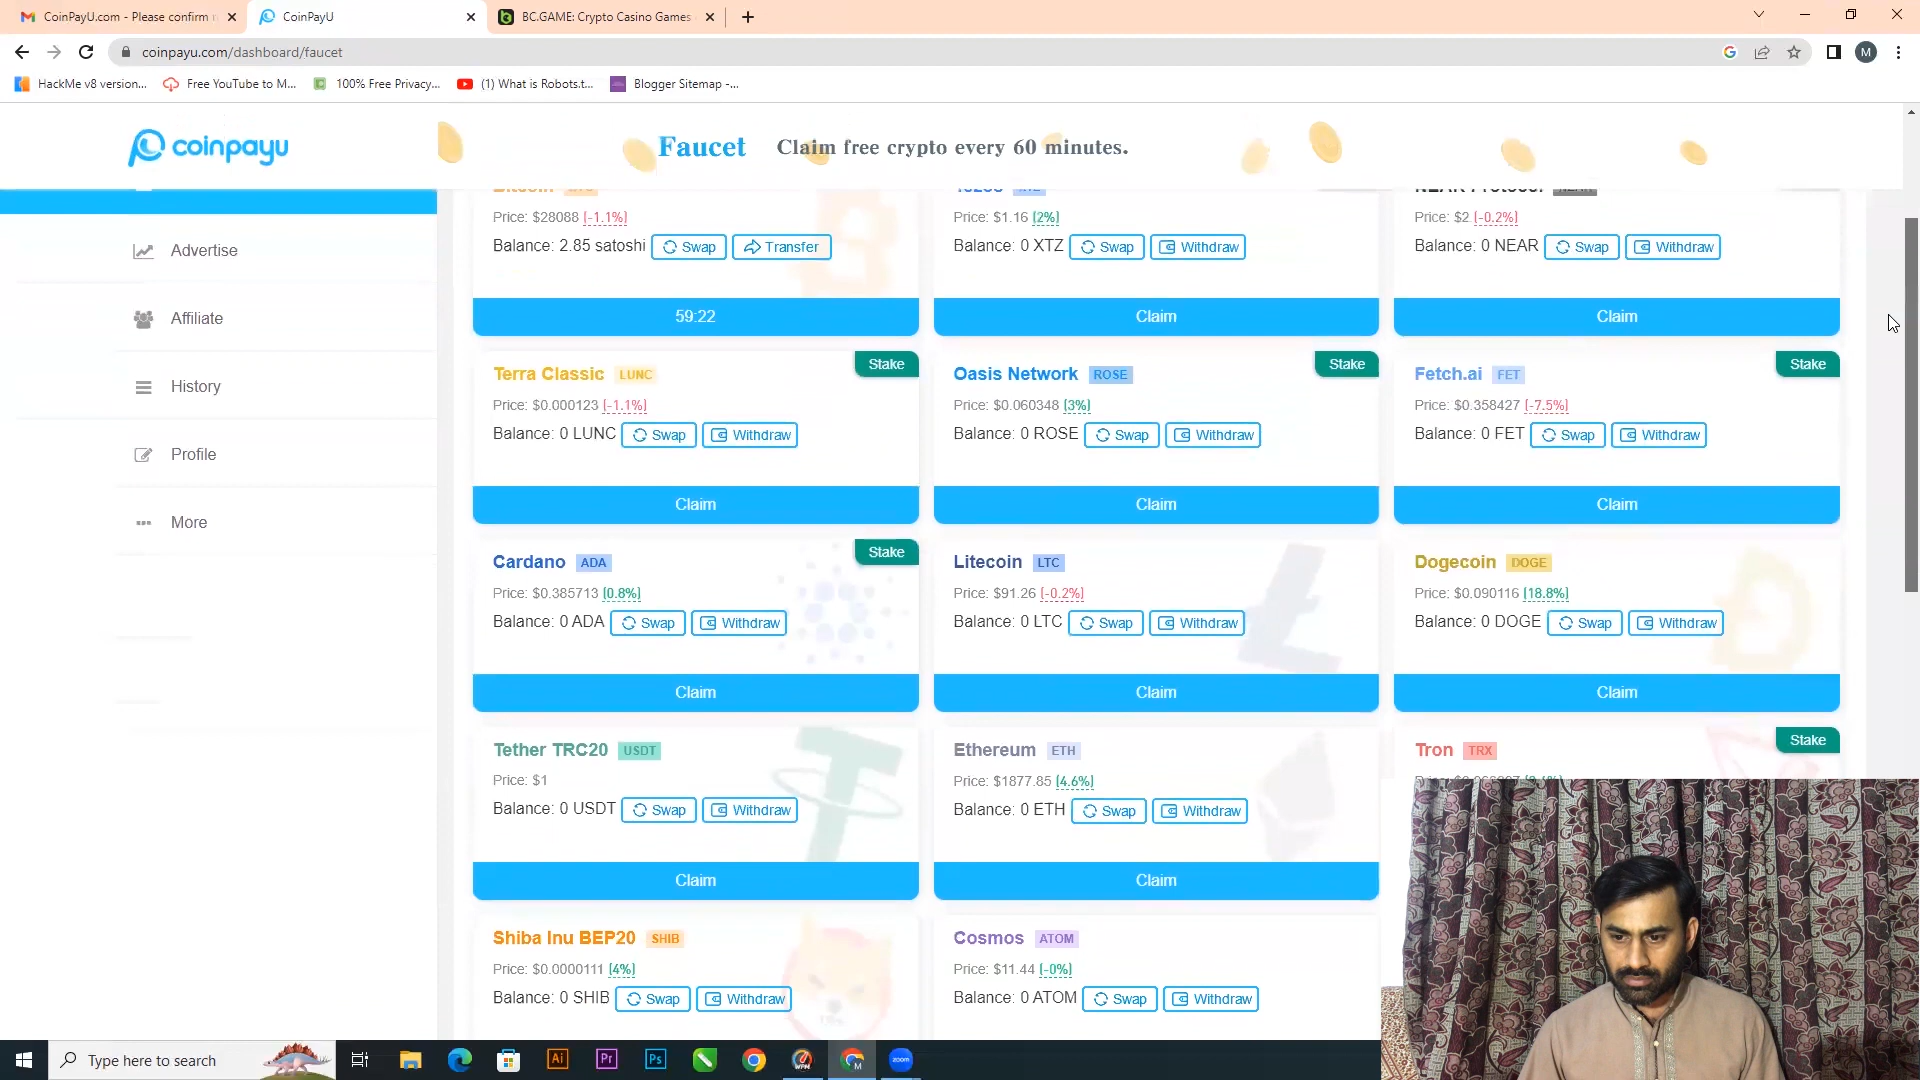 CoinPayU.com - Please confirm
CoinPayU
BC.GAME: Crypto Casino Games
coinpayu.com/dashboard/faucet
M
HackMe v8 version...
Free YouTube to M...
100% Free Privacy...
(1) What is Robots.t...
Blogger Sitemap -...
coinpayu
Faucet Claim free crypto every 60 minutes.
Advertise
Affiliate
History
Profile
More
Price: $28088 (-1.1%)
Balance: 2.85 satoshi Swap Transfer
59:22
Price: $1.16 (2%)
Balance: 0 XTZ Swap Withdraw
Claim
Price: $2 (-0.2%)
Balance: 0 NEAR Swap Withdraw
Claim
Stake
Terra Classic LUNC
Price: $0.000123 (-1.1%)
Balance: 0 LUNC Swap Withdraw
Claim
Stake
Oasis Network ROSE
Price: $0.060348 (3%)
Balance: 0 ROSE Swap Withdraw
Claim
Stake
Fetch.ai FET
Price: $0.358427 (-7.5%)
Balance: 0 FET Swap Withdraw
Claim
Stake
Cardano ADA
Price: $0.385713 (0.8%)
Balance: 0 ADA Swap Withdraw
Claim
Litecoin LTC
Price: $91.26 (-0.2%)
Balance: 0 LTC Swap Withdraw
Claim
Dogecoin DOGE
Price: $0.090116 (18.8%)
Balance: 0 DOGE Swap Withdraw
Claim
Tether TRC20 USDT
Price: $1
Balance: 0 USDT Swap Withdraw
Claim
Ethereum ETH
Price: $1877.85 (4.6%)
Balance: 0 ETH Swap Withdraw
Claim
Stake
Tron TRX
Shiba Inu BEP20 SHIB
Price: $0.0000111 (4%)
Balance: 0 SHIB Swap Withdraw
Cosmos ATOM
Price: $11.44 (-0%)
Balance: 0 ATOM Swap Withdraw
Type here to search
Ai
Pr
Ps
zoom